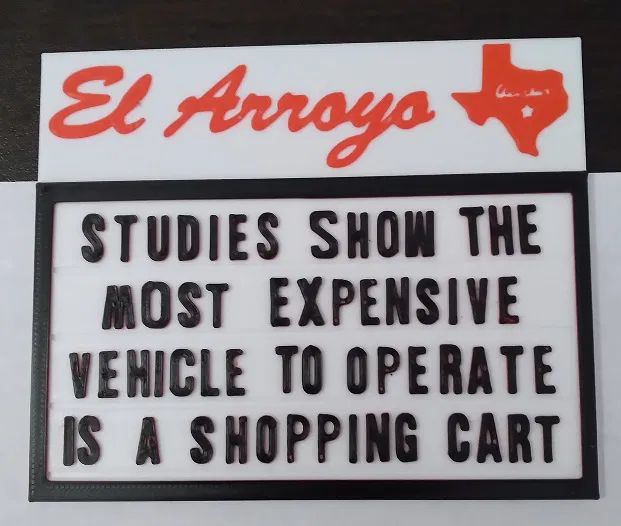 El Arroyo
STUDIES SHOW THE
MOST EXPENSIVE
VEHICLE TO OPERATE
IS A SHOPPING CART